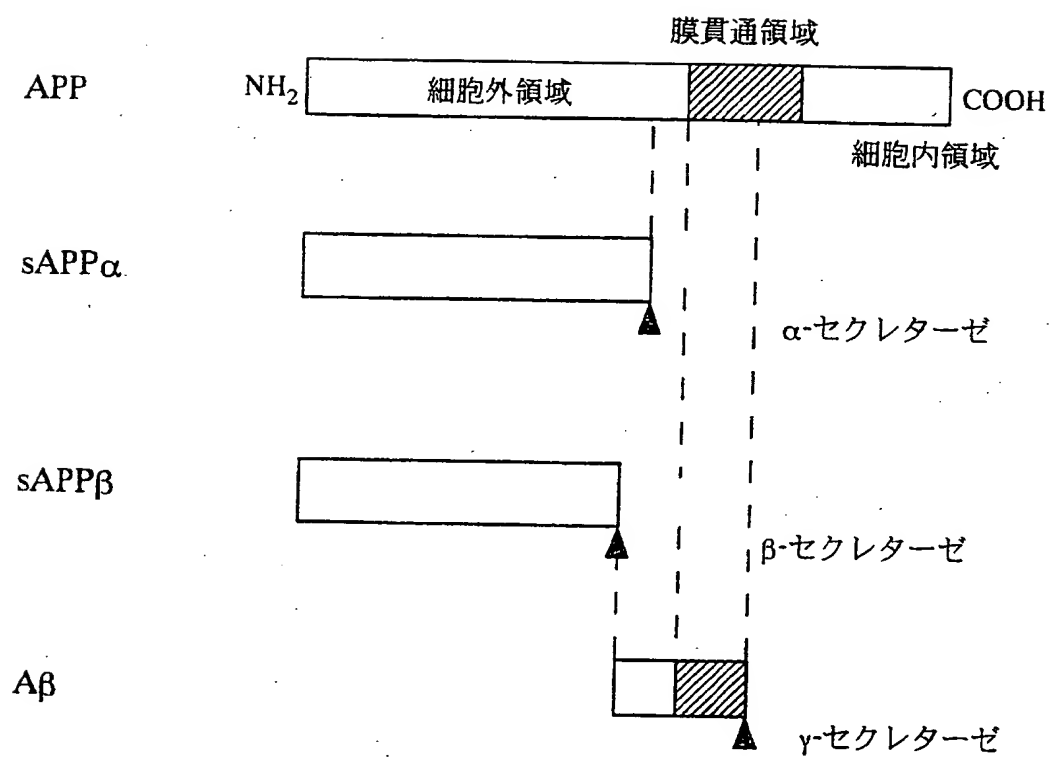 膜貫通領域
APP
NH2
細胞外領域
COOH
細胞内領域
sAPPα
α-セクレターゼ
sAPPβ
β-セクレターゼ
Aβ
γ-セクレターゼ